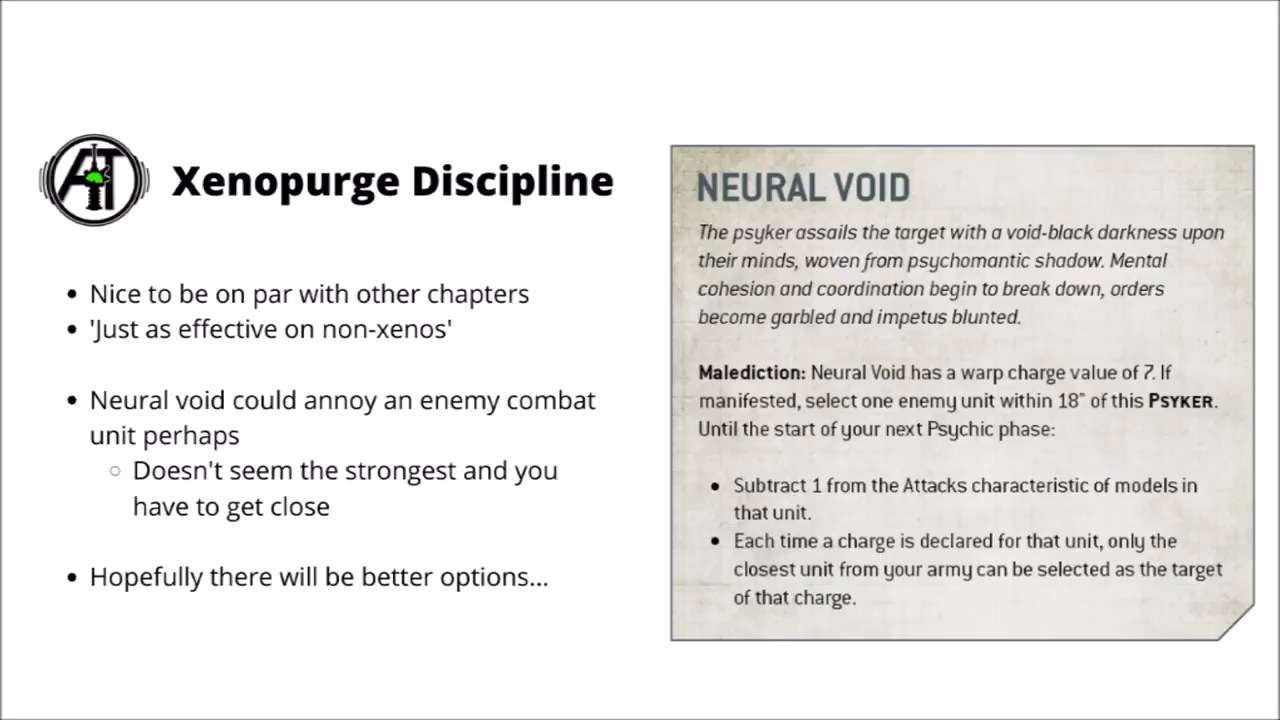 AT
Xenopurge Discipline
• Nice to be on par with other chapters
• 'Just as effective on non-xenos'
• Neural void could annoy an enemy combat
unit perhaps
○ Doesn't seem the strongest and you
have to get close
• Hopefully there will be better options...
NEURAL VOID
The psyker assails the target with a void-black darkness upon
their minds, woven from psychomantic shadow. Mental
cohesion and coordination begin to break down, orders
become garbled and impetus blunted.
Malediction: Neural Void has a warp charge value of 7. If
manifested, select one enemy unit within 18" of this PSYKER.
Until the start of your next Psychic phase:
• Subtract 1 from the Attacks characteristic of models in
that unit.
• Each time a charge is declared for that unit, only the
closest unit from your army can be selected as the target
of that charge.